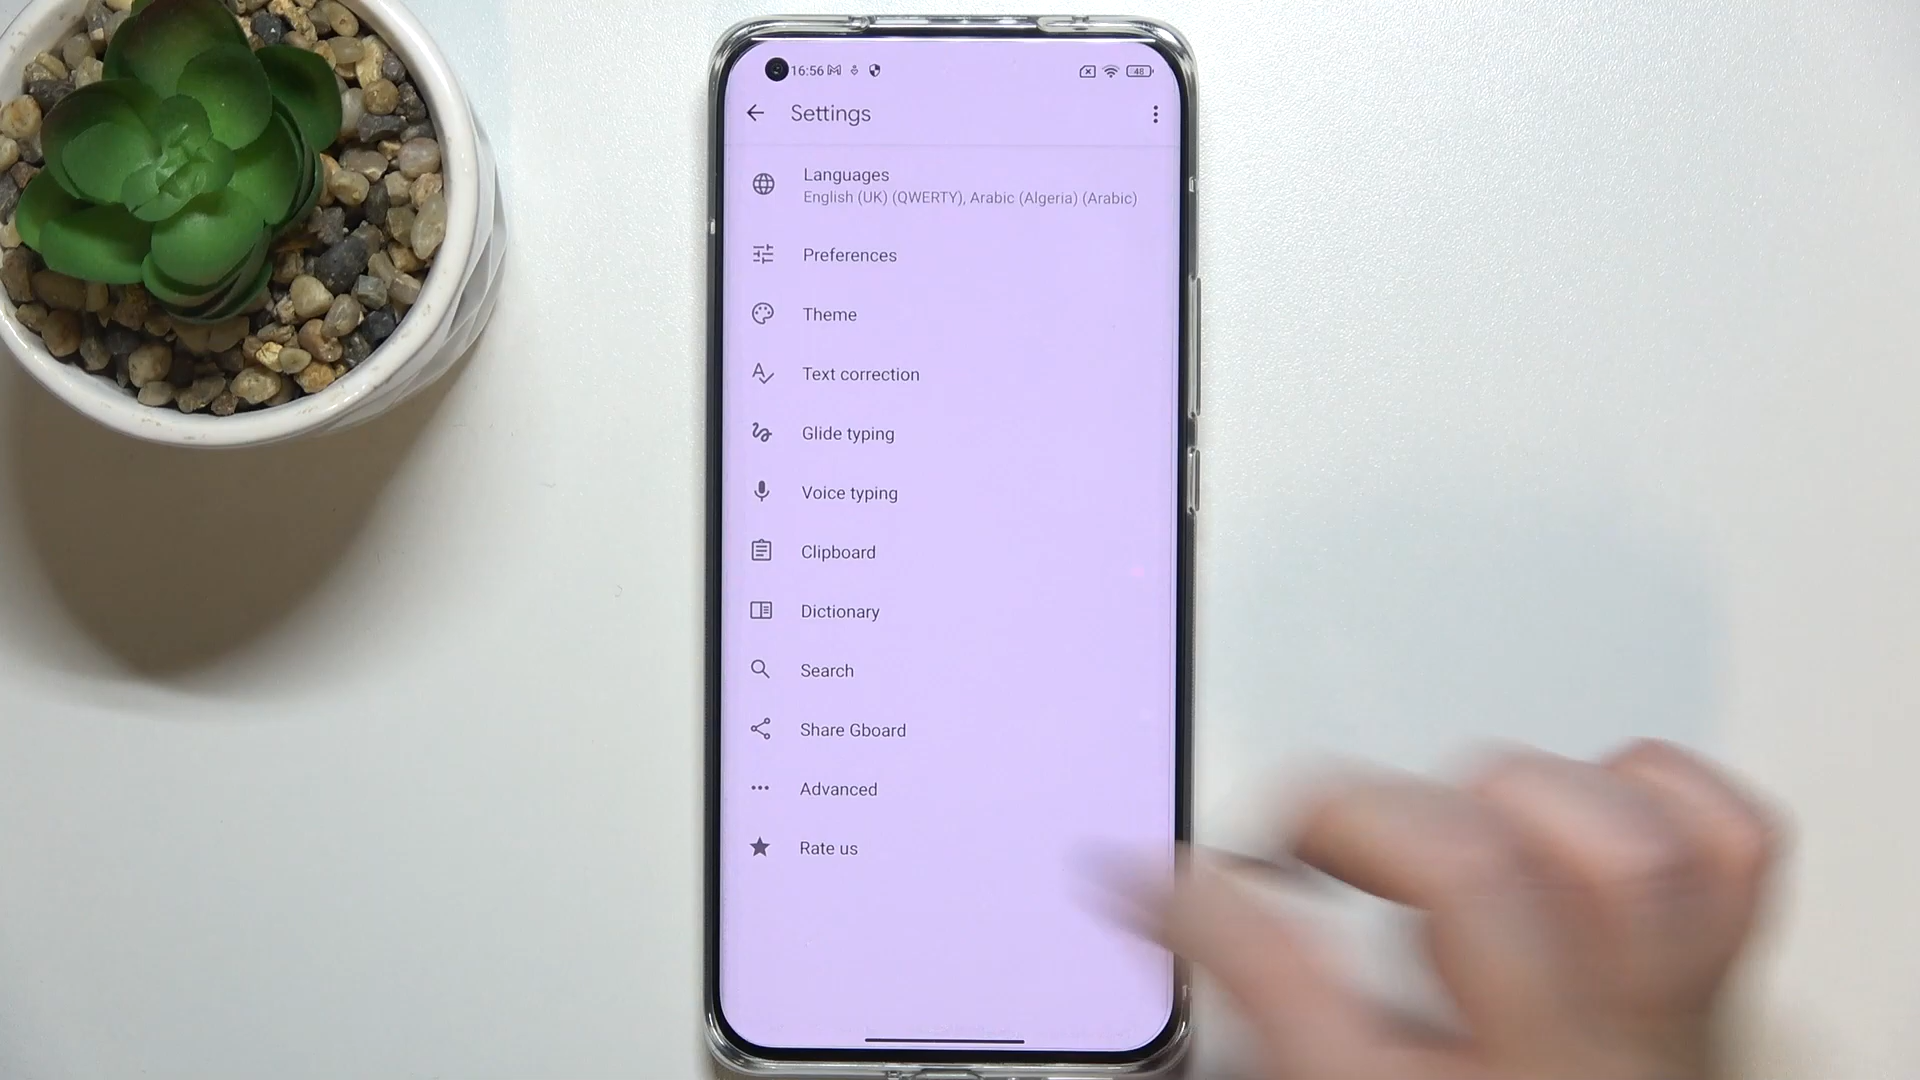 16:56
48
Settings
Languages
English (UK) (QWERTY), Arabic (Algeria) (Arabic)
Preferences
Theme
Text correction
Glide typing
Voice typing
Clipboard
Dictionary
Search
Share Gboard
Advanced
Rate us